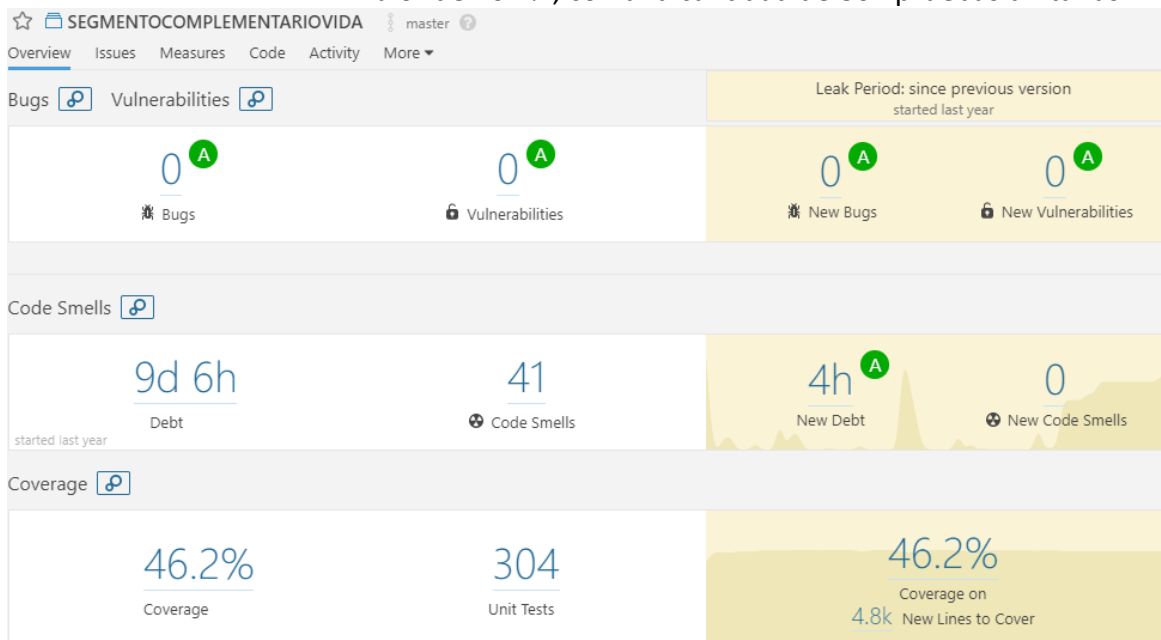 SEGMENTOCOMPLEMENTARIOVIDA master
Overview Issues Measures Code Activity More
Bugs Vulnerabilities
Leak Period: since previous version
started last year
0 A
Bugs
0 A
Vulnerabilities
0 A
New Bugs
0 A
New Vulnerabilities
Code Smells
9d 6h
Debt
started last year
41
Code Smells
4h A
New Debt
0
New Code Smells
Coverage
46.2%
Coverage
304
Unit Tests
46.2%
Coverage on
4.8k New Lines to Cover